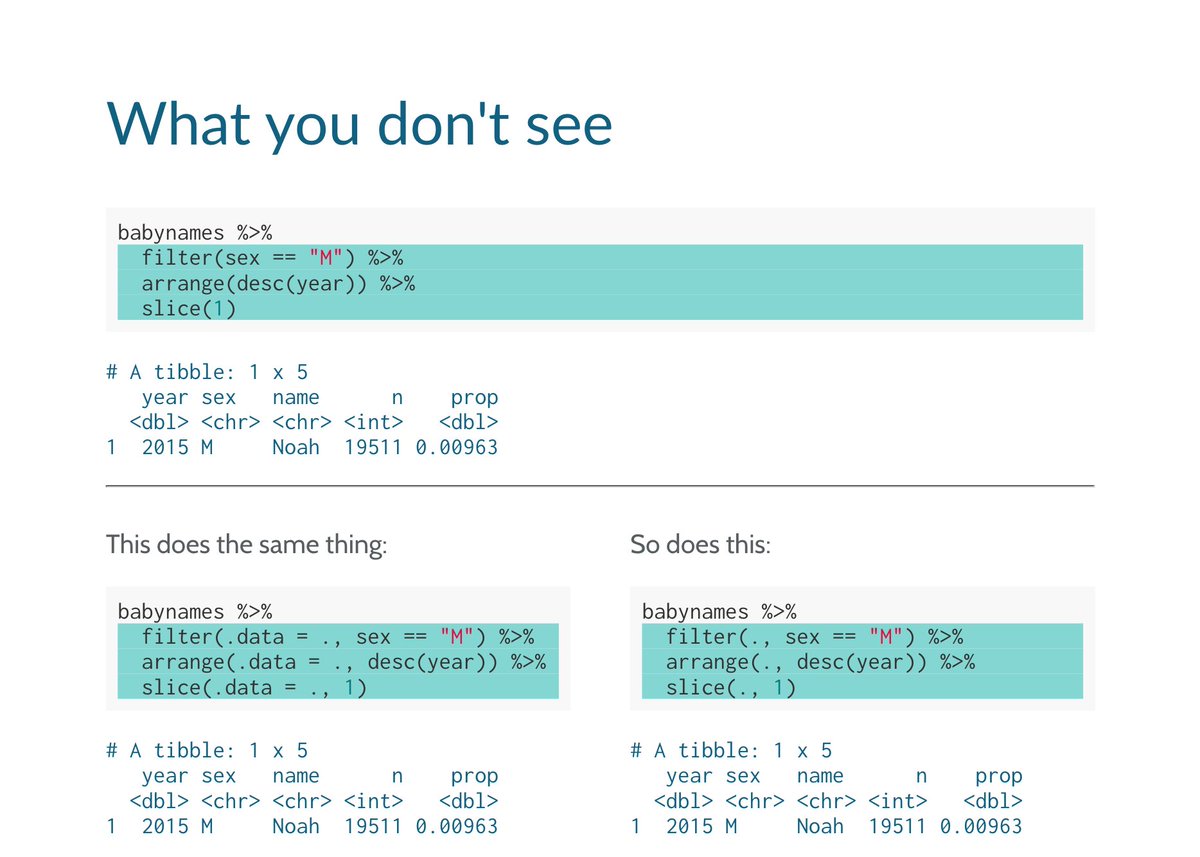 What you don't see
babynames %>%
  filter(sex == "M") %>%
  arrange(desc(year)) %>%
  slice(1)
# A tibble: 1 x 5
   year sex   name      n    prop
  <dbl> <chr> <chr> <int>   <dbl>
1  2015 M     Noah  19511 0.00963
This does the same thing:
babynames %>%
  filter(.data = ., sex == "M") %>%
  arrange(.data = ., desc(year)) %>%
  slice(.data = ., 1)
# A tibble: 1 x 5
   year sex   name      n    prop
  <dbl> <chr> <chr> <int>   <dbl>
1  2015 M     Noah  19511 0.00963
So does this:
babynames %>%
  filter(., sex == "M") %>%
  arrange(., desc(year)) %>%
  slice(., 1)
# A tibble: 1 x 5
   year sex   name      n    prop
  <dbl> <chr> <chr> <int>   <dbl>
1  2015 M     Noah  19511 0.00963